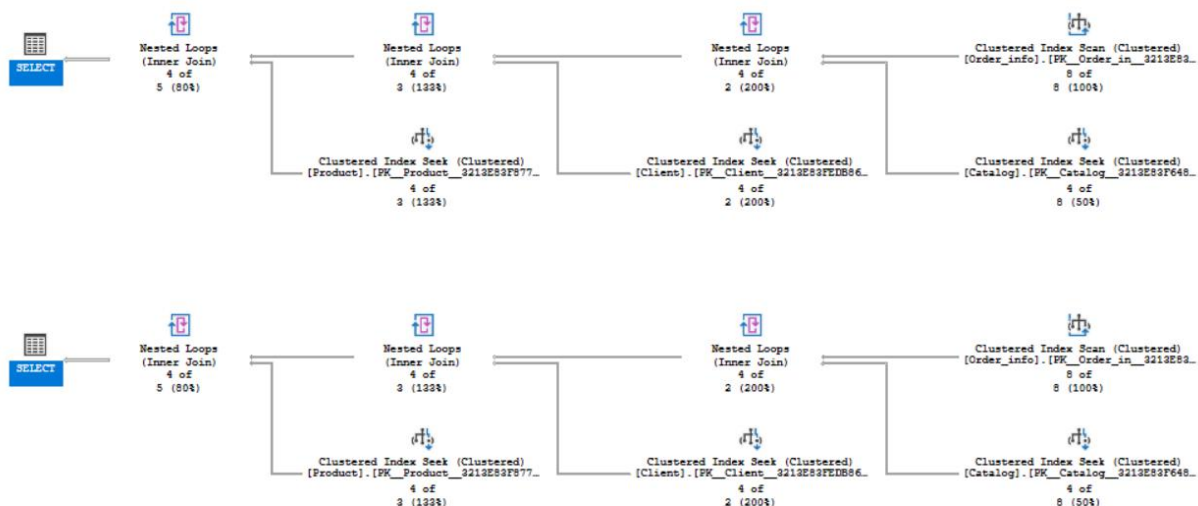 Nested Loops
(Inner Join)
4 of
5 (80%)
Nested Loops
(Inner Join)
4 of
3 (133%)
Nested Loops
(Inner Join)
4 of
2 (200%)
Clustered Index Scan (Clustered)
[Order_info].[PK__Order_in__3213E83…
8 of
8 (100%)
SELECT
Clustered Index Seek (Clustered)
[Product].[PK__Product__3213E83F877…
4 of
3 (133%)
Clustered Index Seek (Clustered)
[Client].[PK__Client__3213E83FEDB86…
4 of
2 (200%)
Clustered Index Seek (Clustered)
[Catalog].[PK__Catalog__3213E83F648…
4 of
8 (50%)
Nested Loops
(Inner Join)
4 of
5 (80%)
Nested Loops
(Inner Join)
4 of
3 (133%)
Nested Loops
(Inner Join)
4 of
2 (200%)
Clustered Index Scan (Clustered)
[Order_info].[PK__Order_in__3213E83…
8 of
8 (100%)
SELECT
Clustered Index Seek (Clustered)
[Product].[PK__Product__3213E83F877…
4 of
3 (133%)
Clustered Index Seek (Clustered)
[Client].[PK__Client__3213E83FEDB86…
4 of
2 (200%)
Clustered Index Seek (Clustered)
[Catalog].[PK__Catalog__3213E83F648…
4 of
8 (50%)